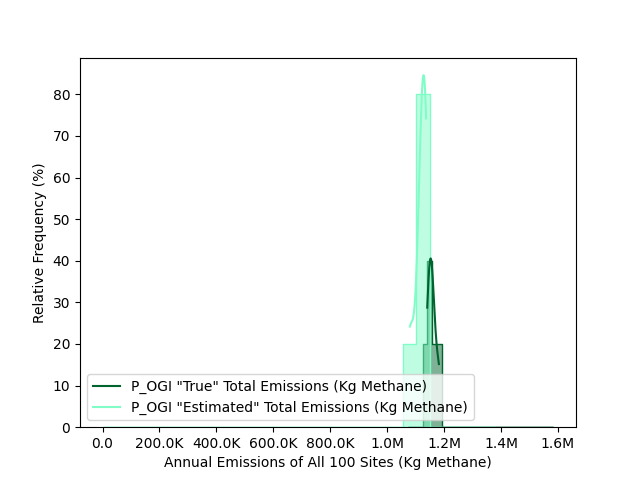 80
70
60
50
40
30
20
10
0
Relative Frequency (%)
P_OGI "True" Total Emissions (Kg Methane)
P_OGI "Estimated" Total Emissions (Kg Methane)
0.0 200.0K 400.0K 600.0K 800.0K 1.0M 1.2M 1.4M 1.6M
Annual Emissions of All 100 Sites (Kg Methane)